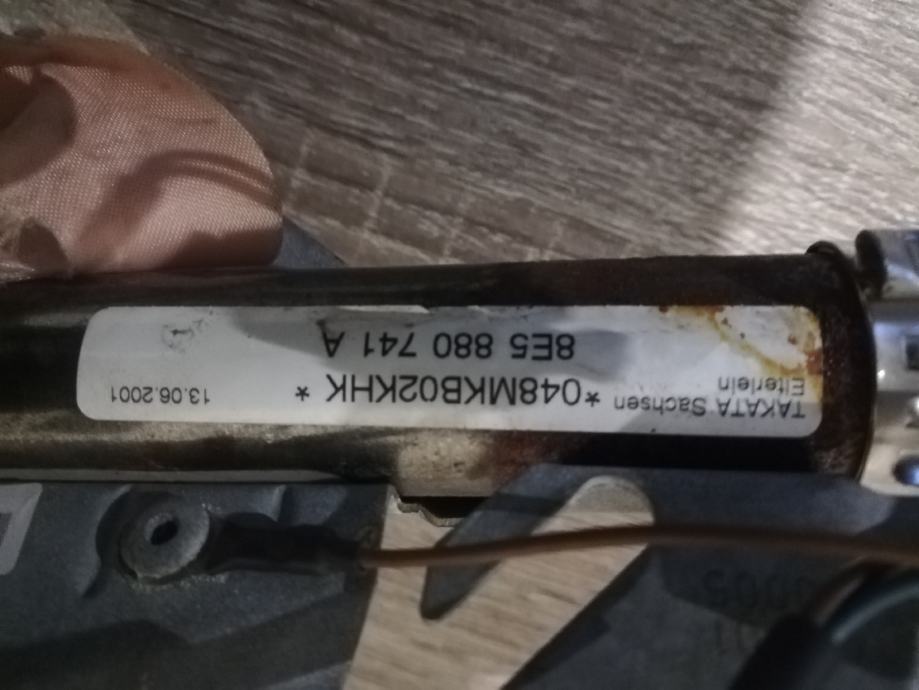 TAKATA Sachsen *048MKB02KHK *
Elterlein 8E5 880 741 A
13.06.2001